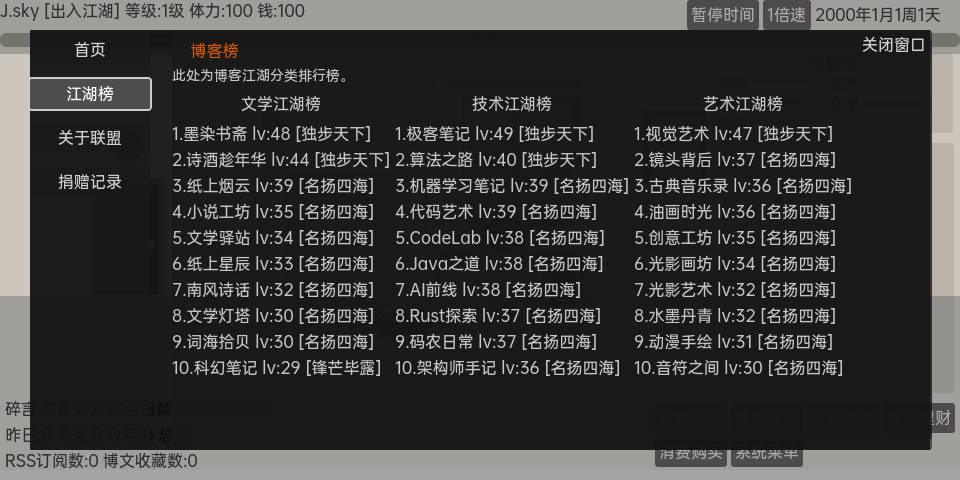 J.sky [出入江湖] 等级:1级 体力:100 钱:100
暂停时间 1倍速 2000年1月1周1天
首页
江湖榜
关于联盟
捐赠记录
博客榜
关闭窗口
此处为博客江湖分类排行榜。
文学江湖榜 技术江湖榜 艺术江湖榜
1.墨染书斋 lv:48 [独步天下] 1.极客笔记 lv:49 [独步天下] 1.视觉艺术 lv:47 [独步天下]
2.诗酒趁年华 lv:44 [独步天下] 2.算法之路 lv:40 [独步天下] 2.镜头背后 lv:37 [名扬四海]
3.纸上烟云 lv:39 [名扬四海] 3.机器学习笔记 lv:39 [名扬四海] 3.古典音乐录 lv:36 [名扬四海]
4.小说工坊 lv:35 [名扬四海] 4.代码艺术 lv:39 [名扬四海] 4.油画时光 lv:36 [名扬四海]
5.文学驿站 lv:34 [名扬四海] 5.CodeLab lv:38 [名扬四海] 5.创意工坊 lv:35 [名扬四海]
6.纸上星辰 lv:33 [名扬四海] 6.Java之道 lv:38 [名扬四海] 6.光影画坊 lv:34 [名扬四海]
7.南风诗话 lv:32 [名扬四海] 7.AI前线 lv:38 [名扬四海] 7.光影艺术 lv:32 [名扬四海]
8.文学灯塔 lv:30 [名扬四海] 8.Rust探索 lv:37 [名扬四海] 8.水墨丹青 lv:32 [名扬四海]
9.词海拾贝 lv:30 [名扬四海] 9.码农日常 lv:37 [名扬四海] 9.动漫手绘 lv:31 [名扬四海]
10.科幻笔记 lv:29 [锋芒毕露] 10.架构师手记 lv:36 [名扬四海] 10.音符之间 lv:30 [名扬四海]
碎言 文章数:0 安全指数
昨日 总
理财
RSS订阅数:0 博文收藏数:0
消费购买 系统菜单